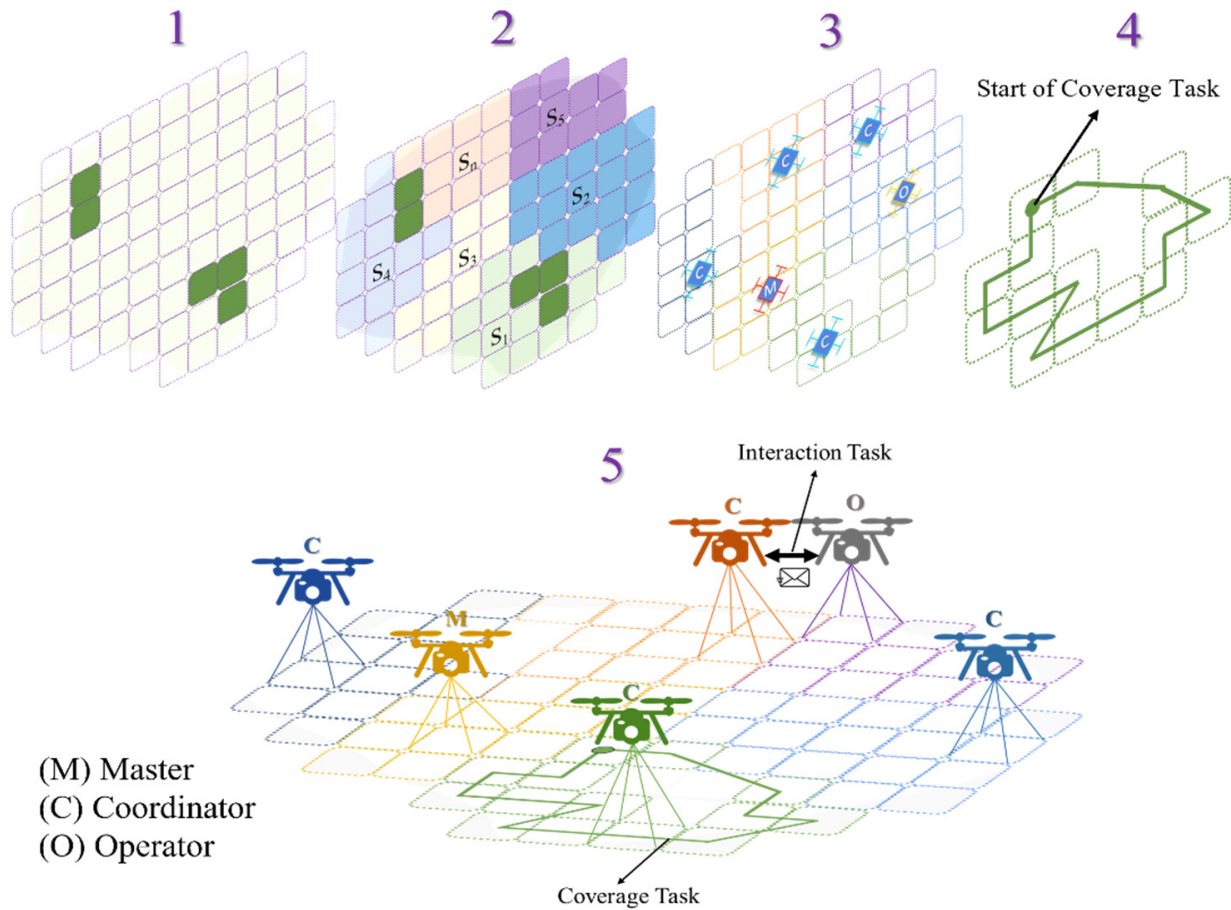 1
2
3
4
Start of Coverage Task
S5
Sn
S2
S3
S4
S1
C
C
O
C
M
C
5
Interaction Task
C
O
C
M
C
C
(M) Master
(C) Coordinator
(O) Operator
Coverage Task